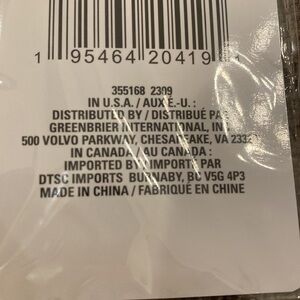 1 95464 20419 1
355168 2309
IN U.S.A. / AUX É.-U. :
DISTRIBUTED BY / DISTRIBUÉ PAR
GREENBRIER INTERNATIONAL, IN
500 VOLVO PARKWAY, CHESAPEAKE, VA 2332
IN CANADA / AU CANADA :
IMPORTED BY / IMPORTÉ PAR
DTSC IMPORTS BURNABY, BC V5G 4P3
MADE IN CHINA / FABRIQUÉ EN CHINE